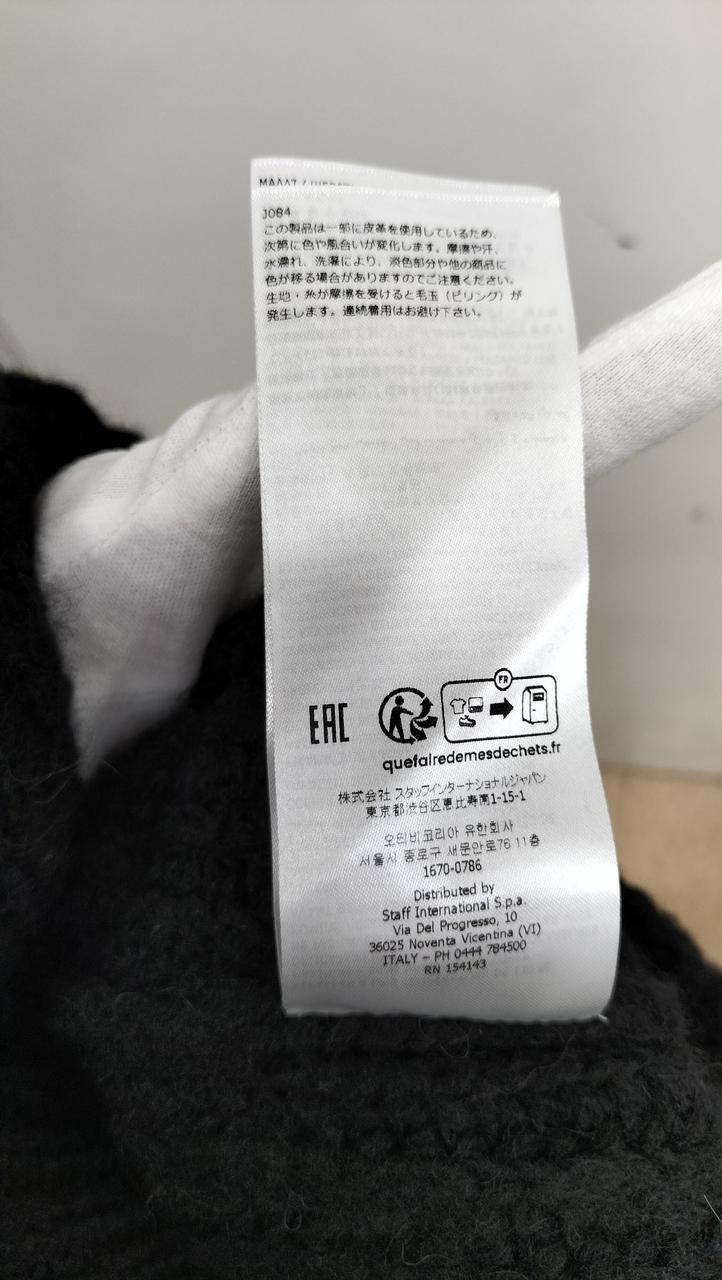 ΜΑΛΛΙ /
J084
この製品は一部に皮革を使用しているため、
次第に色や風合いが変化します。摩擦や汗、
水濡れ、洗濯により、淡色部分や他の商品に
色が移る場合がありますのでご注意ください。
生地・糸が摩擦を受けると毛玉（ピリング）が
発生します。連続着用はお避け下さい。
FR
EAC
quefairedemesdechets.fr
株式会社 スタッフインターナショナルジャパン
東京都渋谷区恵比寿南1-15-1
오티비코리아 유한회사
서울시 종로구 새문안로76 11층
1670-0786
Distributed by
Staff International S.p.a.
Via Del Progresso, 10
36025 Noventa Vicentina (VI)
ITALY – PH 0444 784500
RN 154143